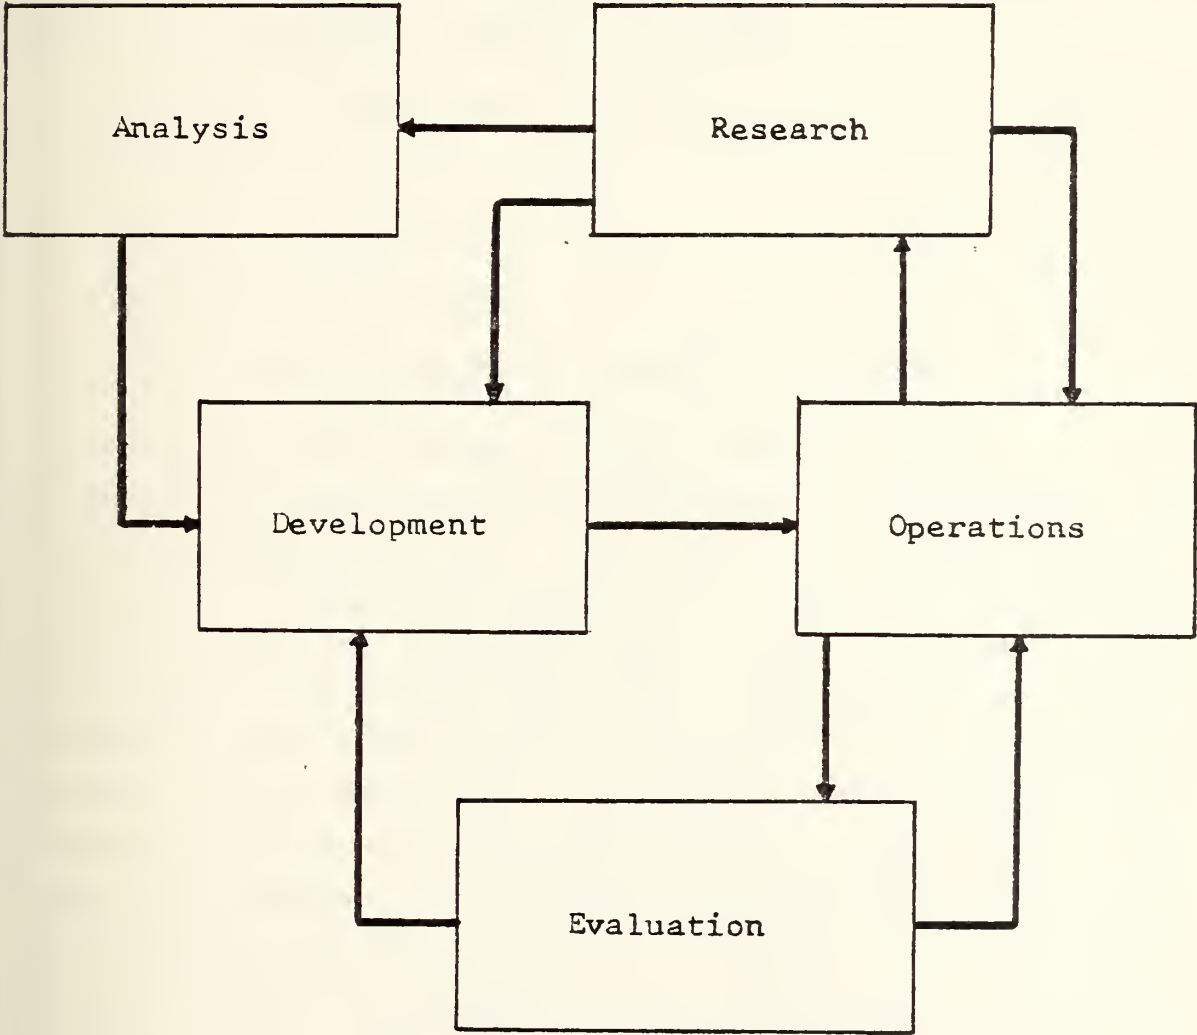 Analysis
Research
Development
Operations
Evaluation